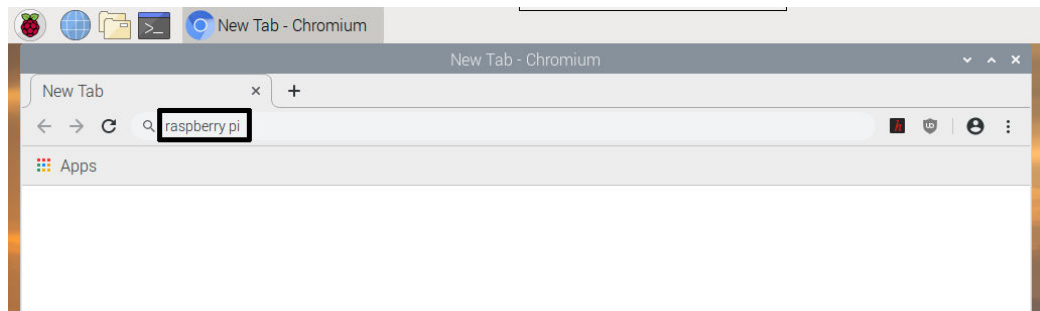 New Tab - Chromium
New Tab - Chromium
New Tab
raspberry pi
Apps